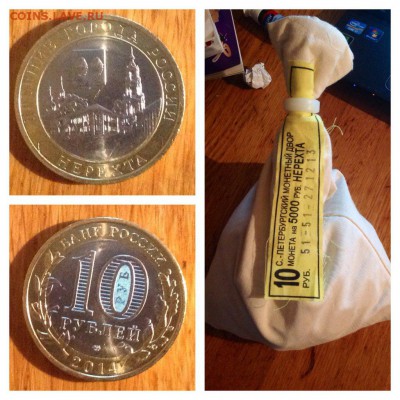 COINS.LAVE.RU
ДРЕВНИЕ ГОРОДА РОССИИ
НЕРЕХТА
БАНК РОССИИ
10
РУБ
РУБЛЕЙ
2014
10 С.-ПЕТЕРБУРГСКИЙ МОНЕТНЫЙ ДВОР
РУБ. МОНЕТА НА 5000 РУБ. НЕРЕХТА
51-51-271213